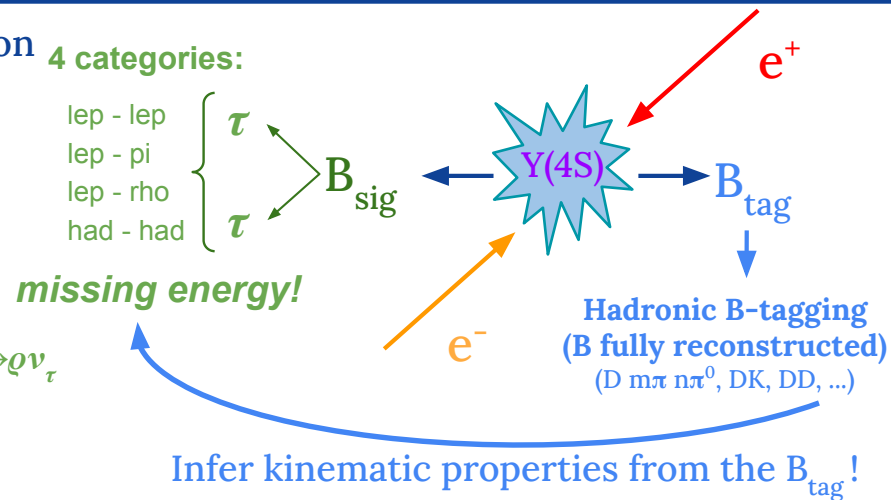 on
4 categories:
lep - lep
lep - pi
lep - rho
had - had
τ
τ
B_sig
Υ(4S)
e⁺
e⁻
B_tag
missing energy!
→ϱν_τ
Hadronic B-tagging
(B fully reconstructed)
(D mπ nπ⁰, DK, DD, ...)
Infer kinematic properties from the B_tag!